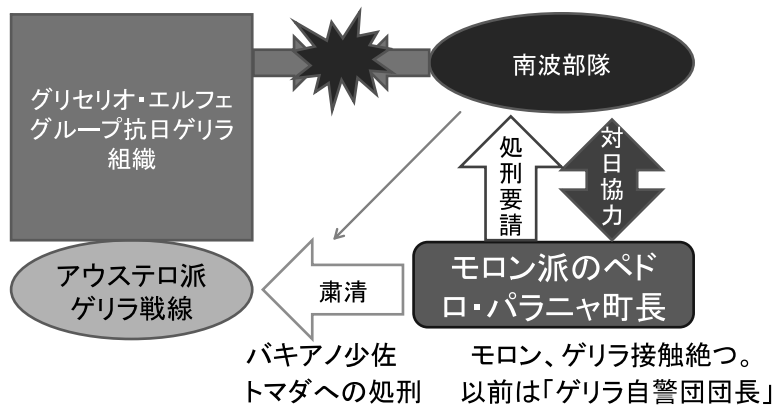 グリセリオ・エルフェ
グループ抗日ゲリラ
組織
南波部隊
処刑要請
対日協力
アウステロ派
ゲリラ戦線
粛清
モロン派のペド
ロ・パラニャ町長
バキアノ少佐
トマダへの処刑
モロン、ゲリラ接触絶つ。
以前は「ゲリラ自警団団長」